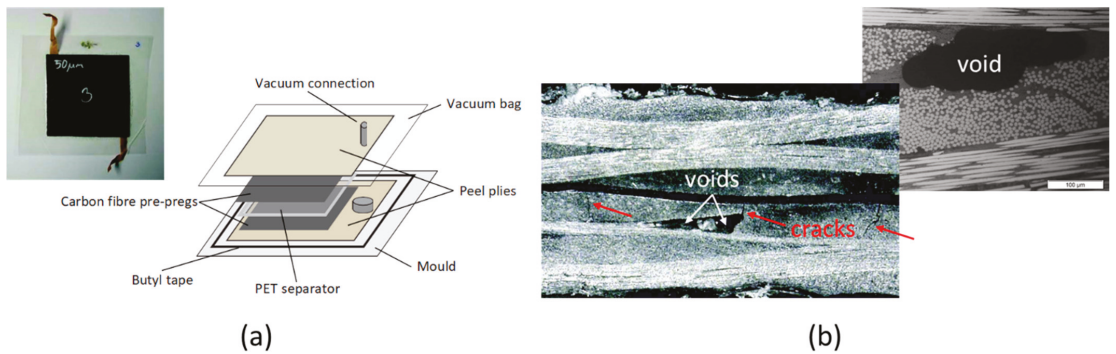 50μm
3
3
Vacuum connection
Vacuum bag
Carbon fibre pre-pregs
Peel plies
Butyl tape
PET separator
Mould
(a)
void
100 μm
voids
cracks
(b)